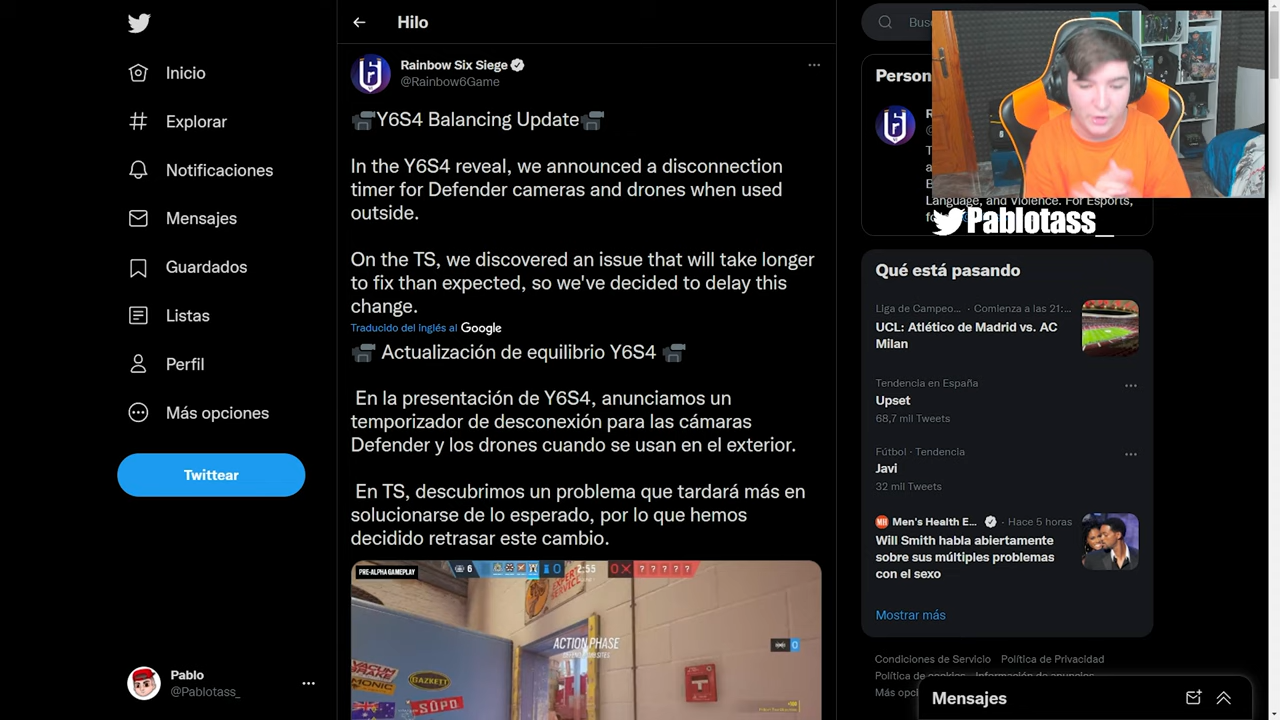 Inicio
Explorar
Notificaciones
Mensajes
Guardados
Listas
Perfil
Más opciones
Twittear
Pablo
@Pablotass_
Hilo
Rainbow Six Siege
@Rainbow6Game
Y6S4 Balancing Update
In the Y6S4 reveal, we announced a disconnection
timer for Defender cameras and drones when used
outside.
On the TS, we discovered an issue that will take longer
to fix than expected, so we've decided to delay this
change.
Traducido del inglés al Google
Actualización de equilibrio Y6S4
En la presentación de Y6S4, anunciamos un
temporizador de desconexión para las cámaras
Defender y los drones cuando se usan en el exterior.
En TS, descubrimos un problema que tardará más en
solucionarse de lo esperado, por lo que hemos
decidido retrasar este cambio.
PRE-ALPHA GAMEPLAY
6
0
2:55
0
? ? ? ? ?
ACTION PHASE
0
HAZKETT
SÖPO
Person
Language, and Violence. For Esports,
Pablotass_
Qué está pasando
Liga de Campeo... · Comienza a las 21:...
UCL: Atlético de Madrid vs. AC
Milan
Tendencia en España
Upset
68,7 mil Tweets
Fútbol · Tendencia
Javi
32 mil Tweets
Men's Health E... · Hace 5 horas
Will Smith habla abiertamente
sobre sus múltiples problemas
con el sexo
Mostrar más
Condiciones de Servicio Política de Privacidad
Mensajes